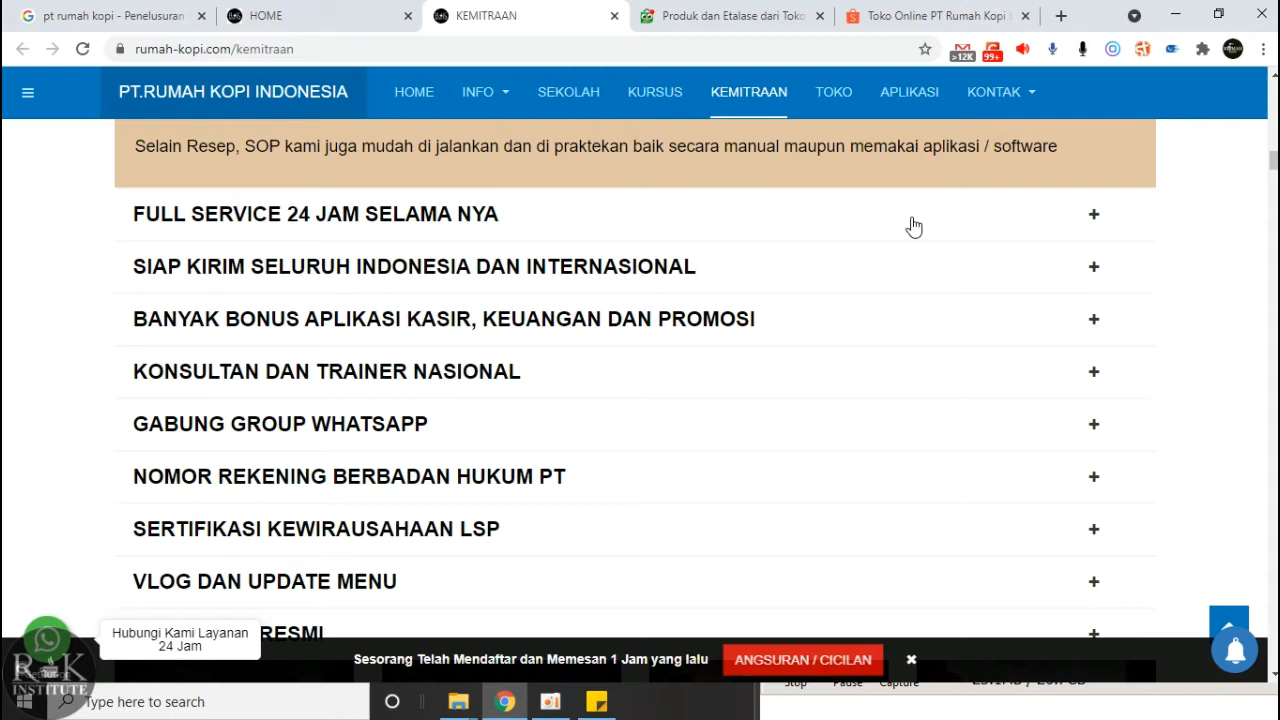 pt rumah kopi - Penelusuran
HOME
KEMITRAAN
Produk dan Etalase dari Toko
Toko Online PT Rumah Kopi
rumah-kopi.com/kemitraan
>12K
99+
PT.RUMAH KOPI INDONESIA
HOME
INFO
SEKOLAH
KURSUS
KEMITRAAN
TOKO
APLIKASI
KONTAK
Selain Resep, SOP kami juga mudah di jalankan dan di praktekan baik secara manual maupun memakai aplikasi / software
FULL SERVICE 24 JAM SELAMA NYA
+
SIAP KIRIM SELURUH INDONESIA DAN INTERNASIONAL
+
BANYAK BONUS APLIKASI KASIR, KEUANGAN DAN PROMOSI
+
KONSULTAN DAN TRAINER NASIONAL
+
GABUNG GROUP WHATSAPP
+
NOMOR REKENING BERBADAN HUKUM PT
+
SERTIFIKASI KEWIRAUSAHAAN LSP
+
VLOG DAN UPDATE MENU
+
RESMI
+
Hubungi Kami Layanan
24 Jam
Sesorang Telah Mendaftar dan Memesan 1 Jam yang lalu
ANGSURAN / CICILAN
R K
INSTITUTE
Stop
Pause
Capture
Type here to search